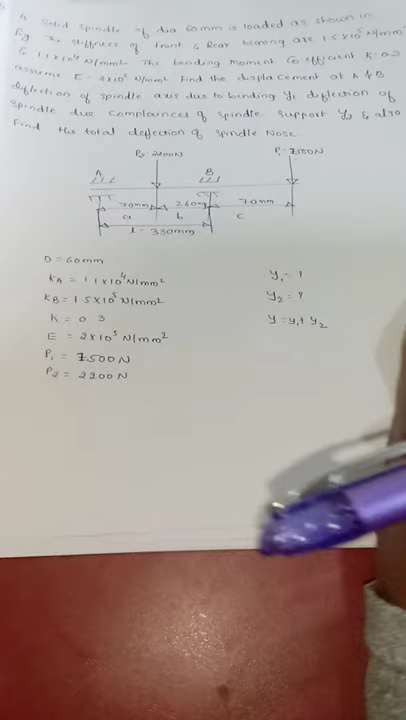 A solid spindle of dia 60mm is loaded as shown in
Fig The stiffness of front & Rear bearing are 1.5×10⁵ N/mm²
& 1.1×10⁴ N/mm². The bending Moment Co efficient K=0.3
assume E = 2×10⁵ N/mm² Find the displacement at A & B
deflection of spindle axis due to bending y₁ deflection of
spindle due Complainces of spindle support y₂ & also
Find the total deflection of spindle Nose.
P₂=2200N
P₁=7500N
A
B
70mm
260m
70mm
a
b
c
l = 330mm
D = 60mm
KA = 1.1×10⁴ N/mm²
KB = 1.5×10⁵ N/mm²
K = 0.3
E = 2×10⁵ N/mm²
P₁ = 7500N
P₂ = 2200N
y₁ = ?
y₂ = ?
y = y₁ + y₂